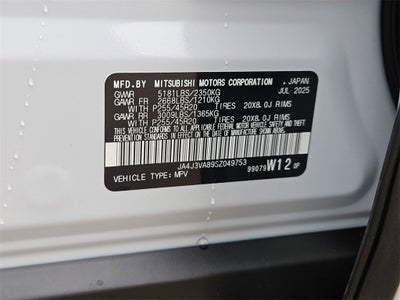 MFD.BY MITSUBISHI MOTORS CORPORATION , JAPAN
GVWR 5181LBS/2350KG JUL 2025
GAWR FR 2668LBS/1210KG
WITH P255/45R20 TIRES 20X8.0J RIMS
GAWR RR 3009LBS/1365KG
WITH P255/45R20 TIRES 20X8.0J RIMS
THIS VEHICLE CONFORMS TO ALL APPLICABLE
FEDERAL MOTOR VEHICLE SAFETY, BUMPER, AND
THEFT PREVENTION STANDARDS IN EFFECT ON
THE DATE OF MANUFACTURE SHOWN ABOVE.
JA4J3VA89SZ049753
VEHICLE TYPE: MPV 99079 W12 OP